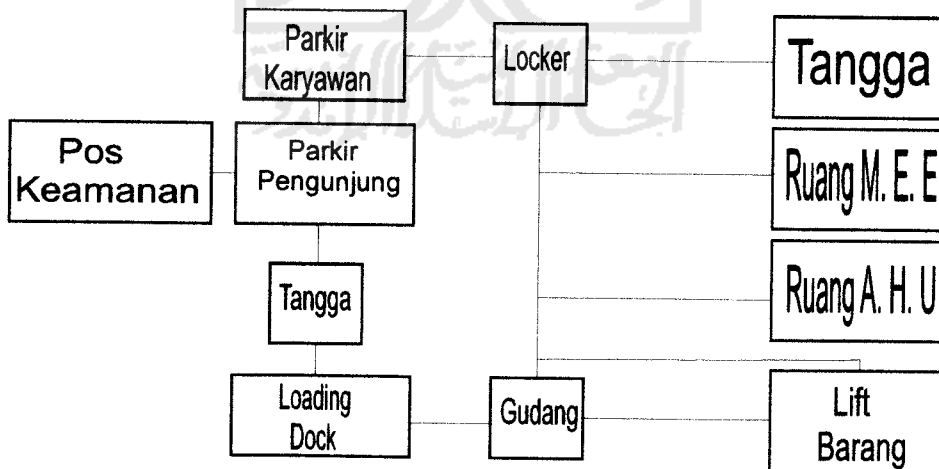 Parkir
Karyawan
Locker
Tangga
Pos
Keamanan
Parkir
Pengunjung
Ruang M. E. E
Tangga
Ruang A. H. U
Loading
Dock
Gudang
Lift
Barang